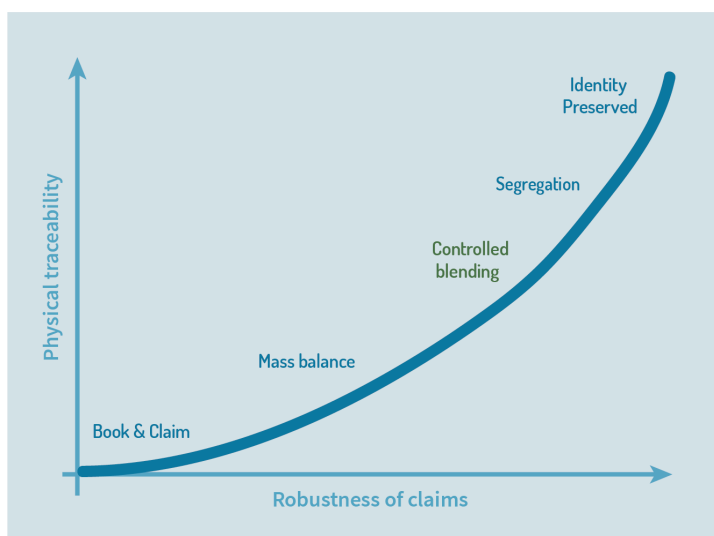 Identity
Preserved
Segregation
Controlled
blending
Mass balance
Book & Claim
Physical traceability
Robustness of claims